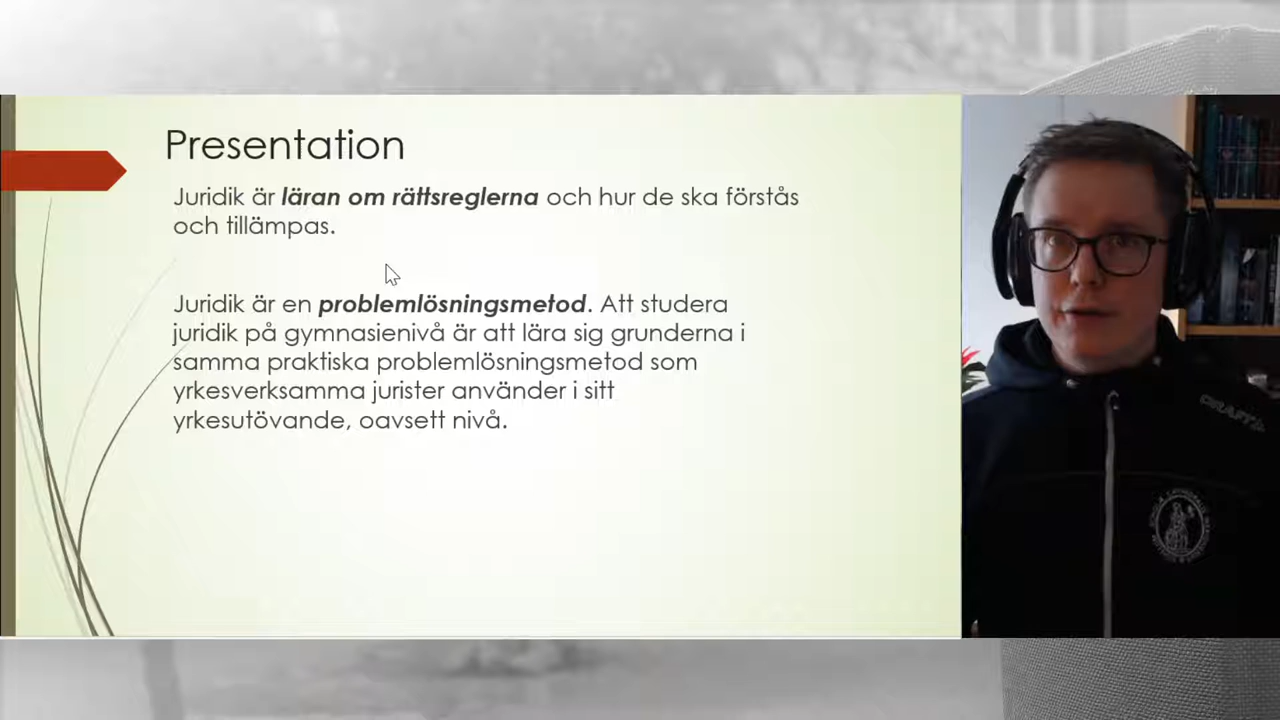 Presentation
Juridik är läran om rättsreglerna och hur de ska förstås
och tillämpas.
Juridik är en problemlösningsmetod. Att studera
juridik på gymnasienivå är att lära sig grunderna i
samma praktiska problemlösningsmetod som
yrkesverksamma jurister använder i sitt
yrkesutövande, oavsett nivå.